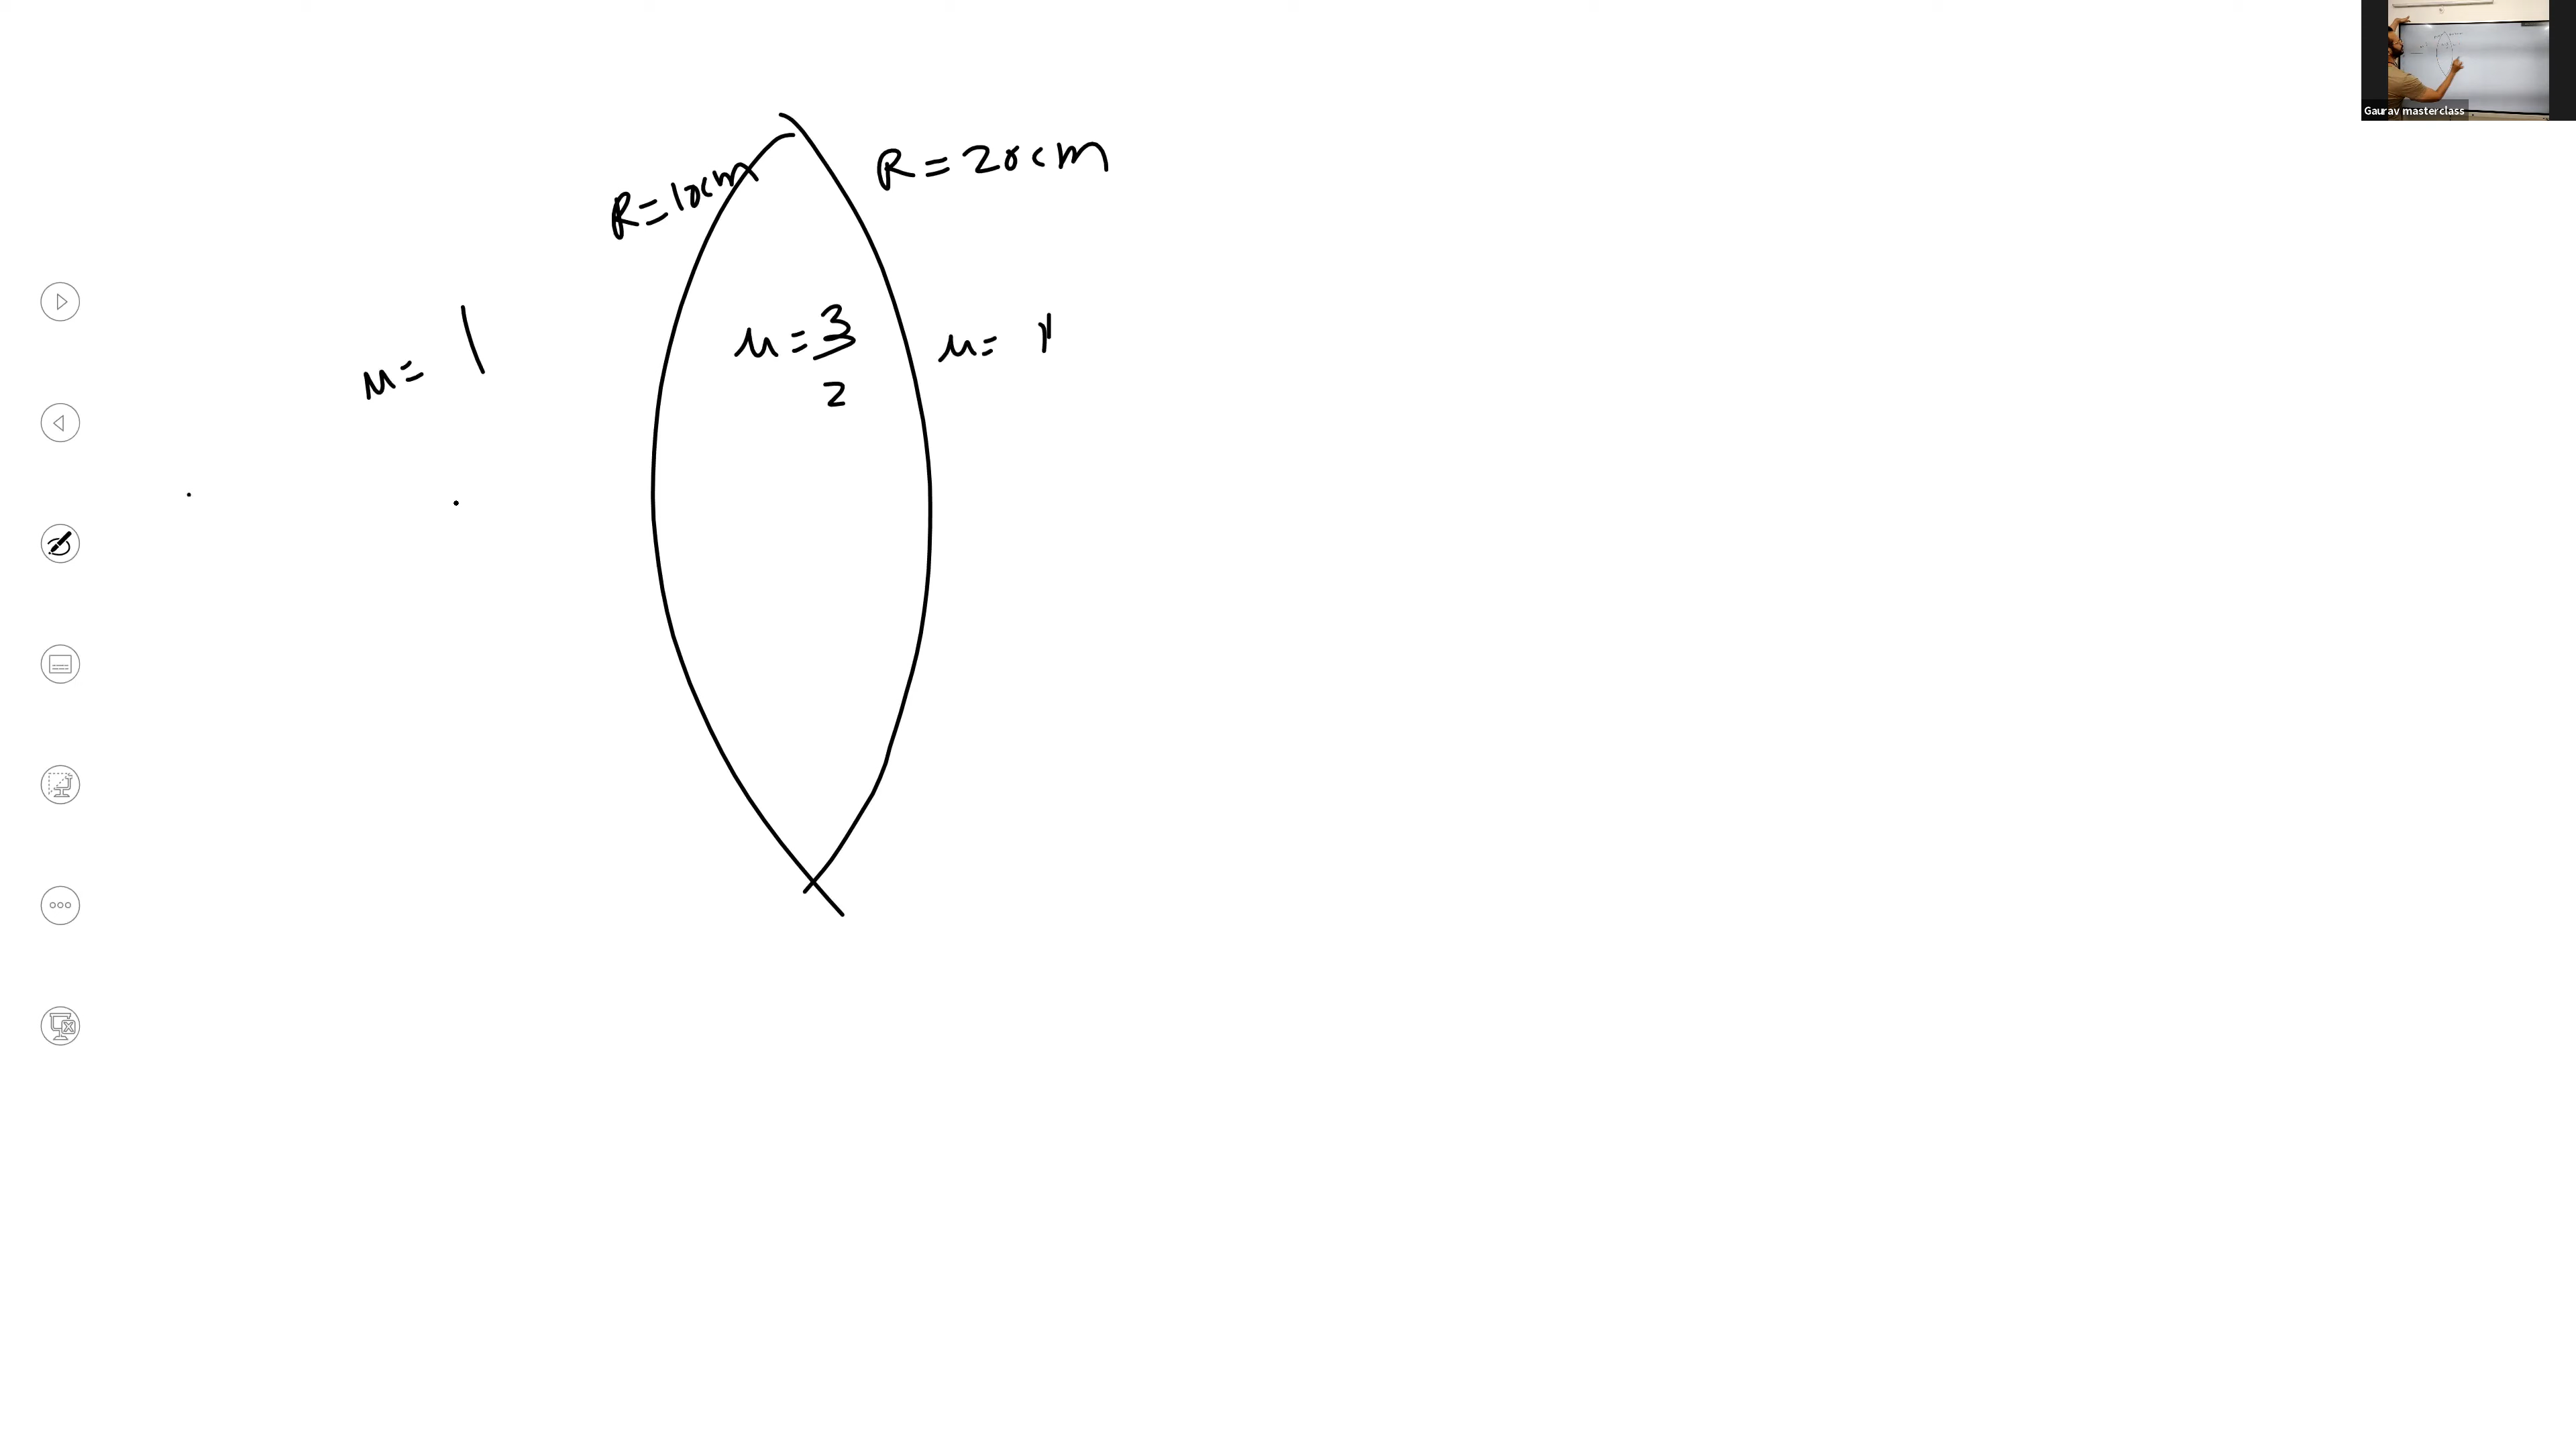 Gaurav masterclass
R=10cm
R=20cm
μ= 1
μ=3/2
μ= 1